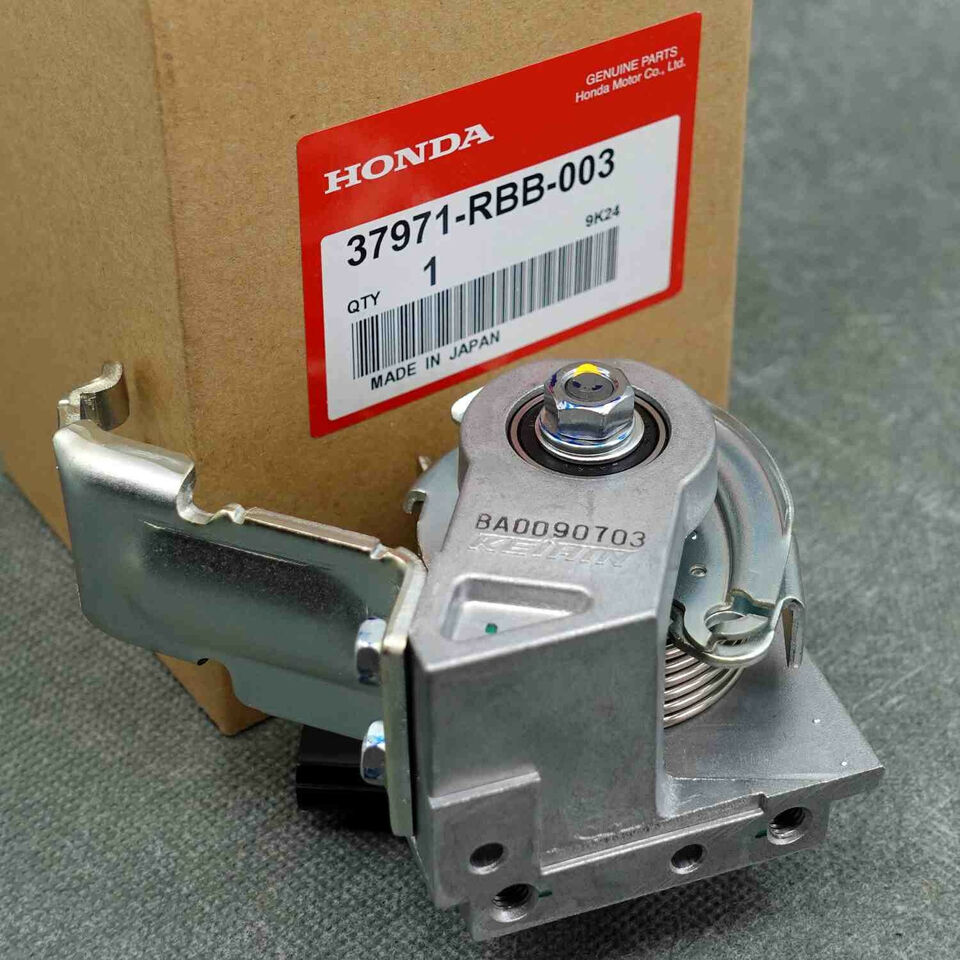 GENUINE PARTS
Honda Motor Co., Ltd.
HONDA
37971-RBB-003
9K24
QTY 1
MADE IN JAPAN
BA0090703
KEIHIN